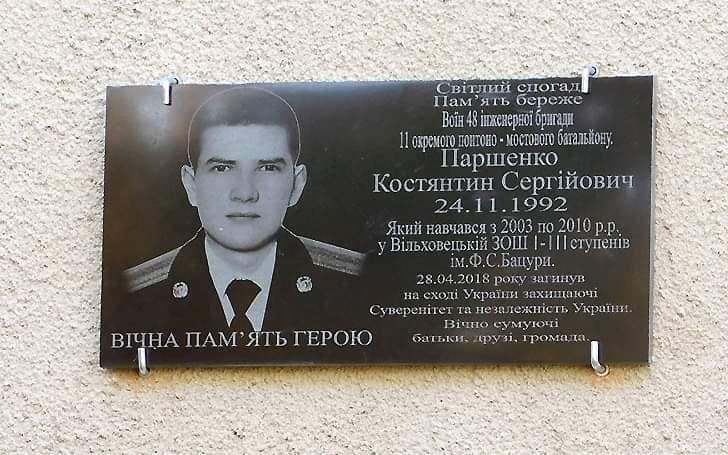 Світлий спогад
Пам'ять береже
Воїн 48 інженерної бригади
11 окремого понтоно - мостового батальйону.
Паршенко
Костянтин Сергійович
24.11.1992
Який навчався з 2003 по 2010 р.р.
у Вільховецькій ЗОШ І-ІІІ ступенів
ім.Ф.С.Бацури.
28.04.2018 року загинув
на сході України захищаючі
Суверенітет та незалежність України.
Вічно сумуючі
батьки, друзі, громада.
ВІЧНА ПАМ'ЯТЬ ГЕРОЮ